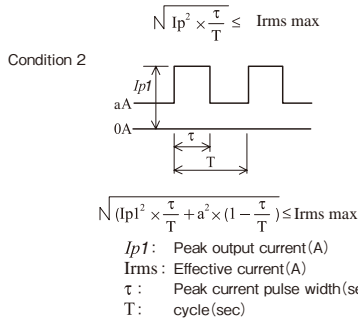 √(Ip² × τ/T) ≤ Irms max
Condition 2
Ip1
aA
0A
τ
T
√((Ip1² × τ/T + a² × (1 − τ/T)) ≤ Irms max
Ip1 : Peak output current(A)
Irms : Effective current(A)
τ : Peak current pulse width(se
T : cycle(sec)